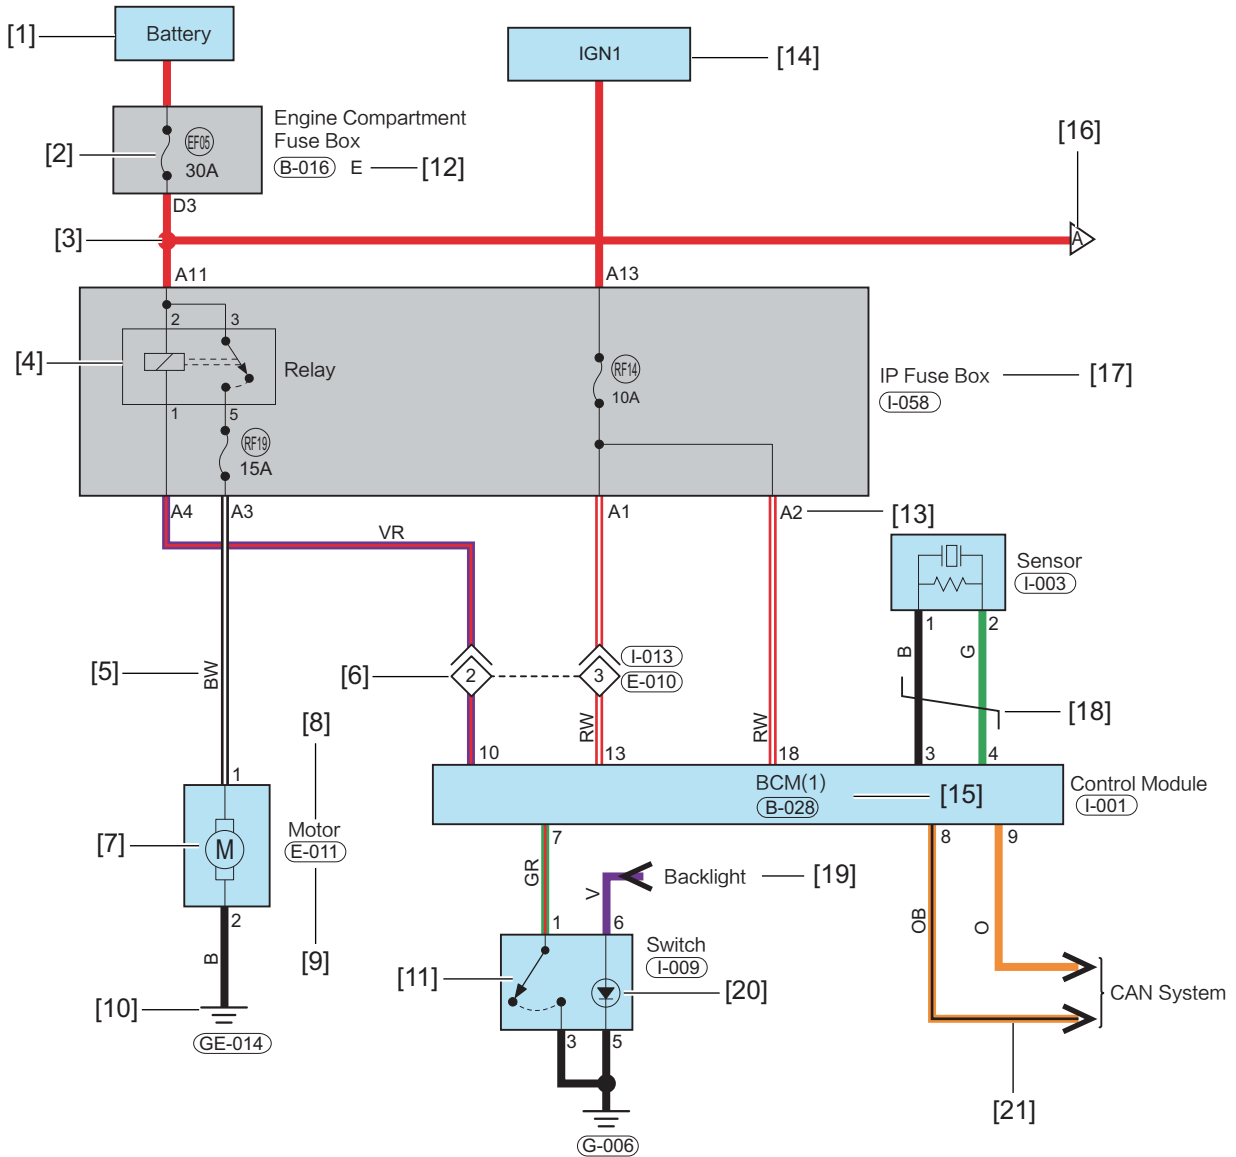 [1]
Battery
IGN1
[14]
Engine Compartment
Fuse Box
B-016 E
[12]
[16]
[2]
EF05
30A
D3
[3]
A
A11
A13
2
3
[4]
Relay
RF14
10A
IP Fuse Box
[17]
I-058
1
5
RF19
15A
A4
A3
A1
A2
[13]
VR
Sensor
I-003
1
2
B
G
[5]
BW
[6]
2
3
I-013
E-010
[18]
[8]
RW
RW
10
13
18
3
4
1
BCM(1)
B-028
[15]
Control Module
I-001
[7]
M
Motor
E-011
7
8
9
GR
V
Backlight
[19]
2
B
1
6
OB
O
[9]
[11]
Switch
I-009
[20]
CAN System
[10]
GE-014
3
5
[21]
G-006